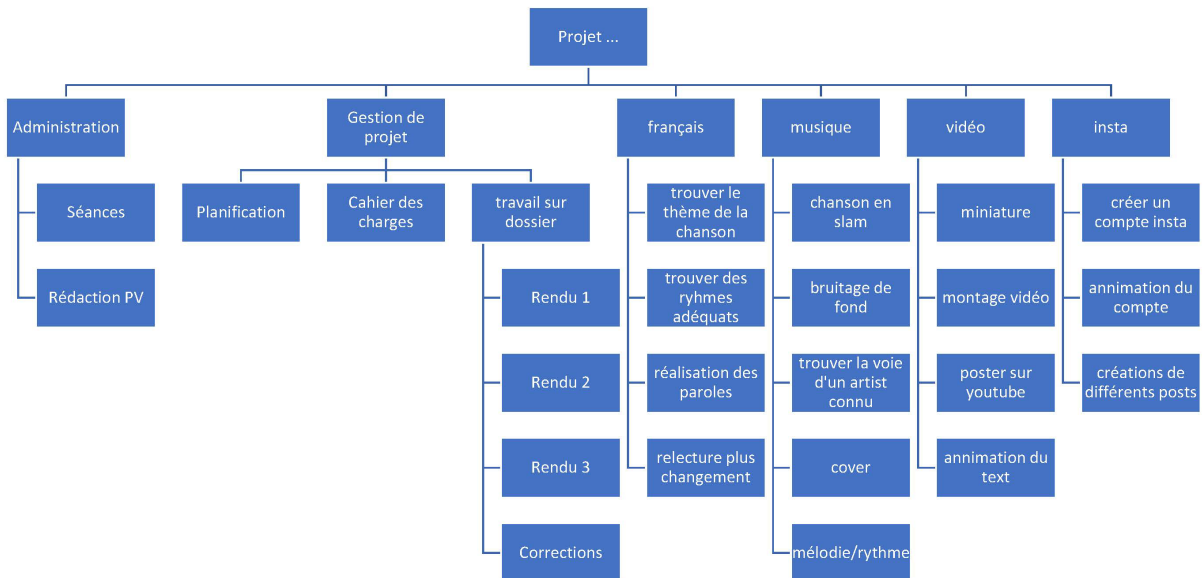 Projet ...
Administration
Séances
Rédaction PV
Gestion de
projet
Planification
Cahier des
charges
travail sur
dossier
Rendu 1
Rendu 2
Rendu 3
Corrections
français
trouver le
thème de la
chanson
trouver des
ryhmes
adéquats
réalisation des
paroles
relecture plus
changement
musique
chanson en
slam
bruitage de
fond
trouver la voie
d'un artist
connu
cover
mélodie/rythme
vidéo
miniature
montage vidéo
poster sur
youtube
annimation du
text
insta
créer un
compte insta
annimation du
compte
créations de
différents posts